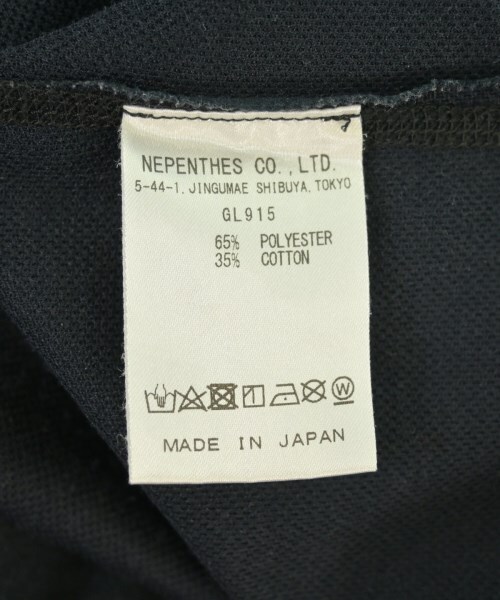 NEPENTHES CO.,LTD.
5-44-1, JINGUMAE SHIBUYA, TOKYO
GL915
65% POLYESTER
35% COTTON
W
MADE IN JAPAN